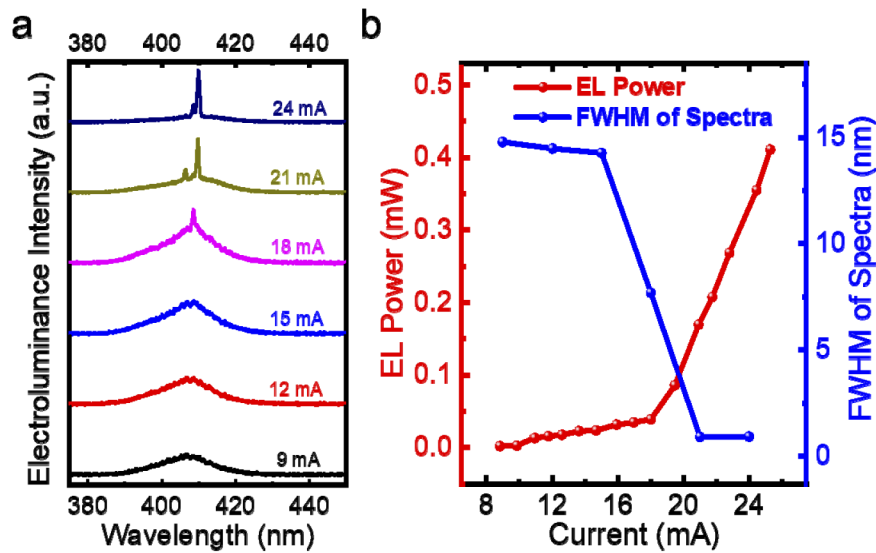 a
380 400 420 440
Electroluminance Intensity (a.u.)
24 mA
21 mA
18 mA
15 mA
12 mA
9 mA
380 400 420 440
Wavelength (nm)
b
EL Power
FWHM of Spectra
EL Power (mW)
0.5
0.4
0.3
0.2
0.1
0.0
15
10
5
0
FWHM of Spectra (nm)
8 12 16 20 24
Current (mA)